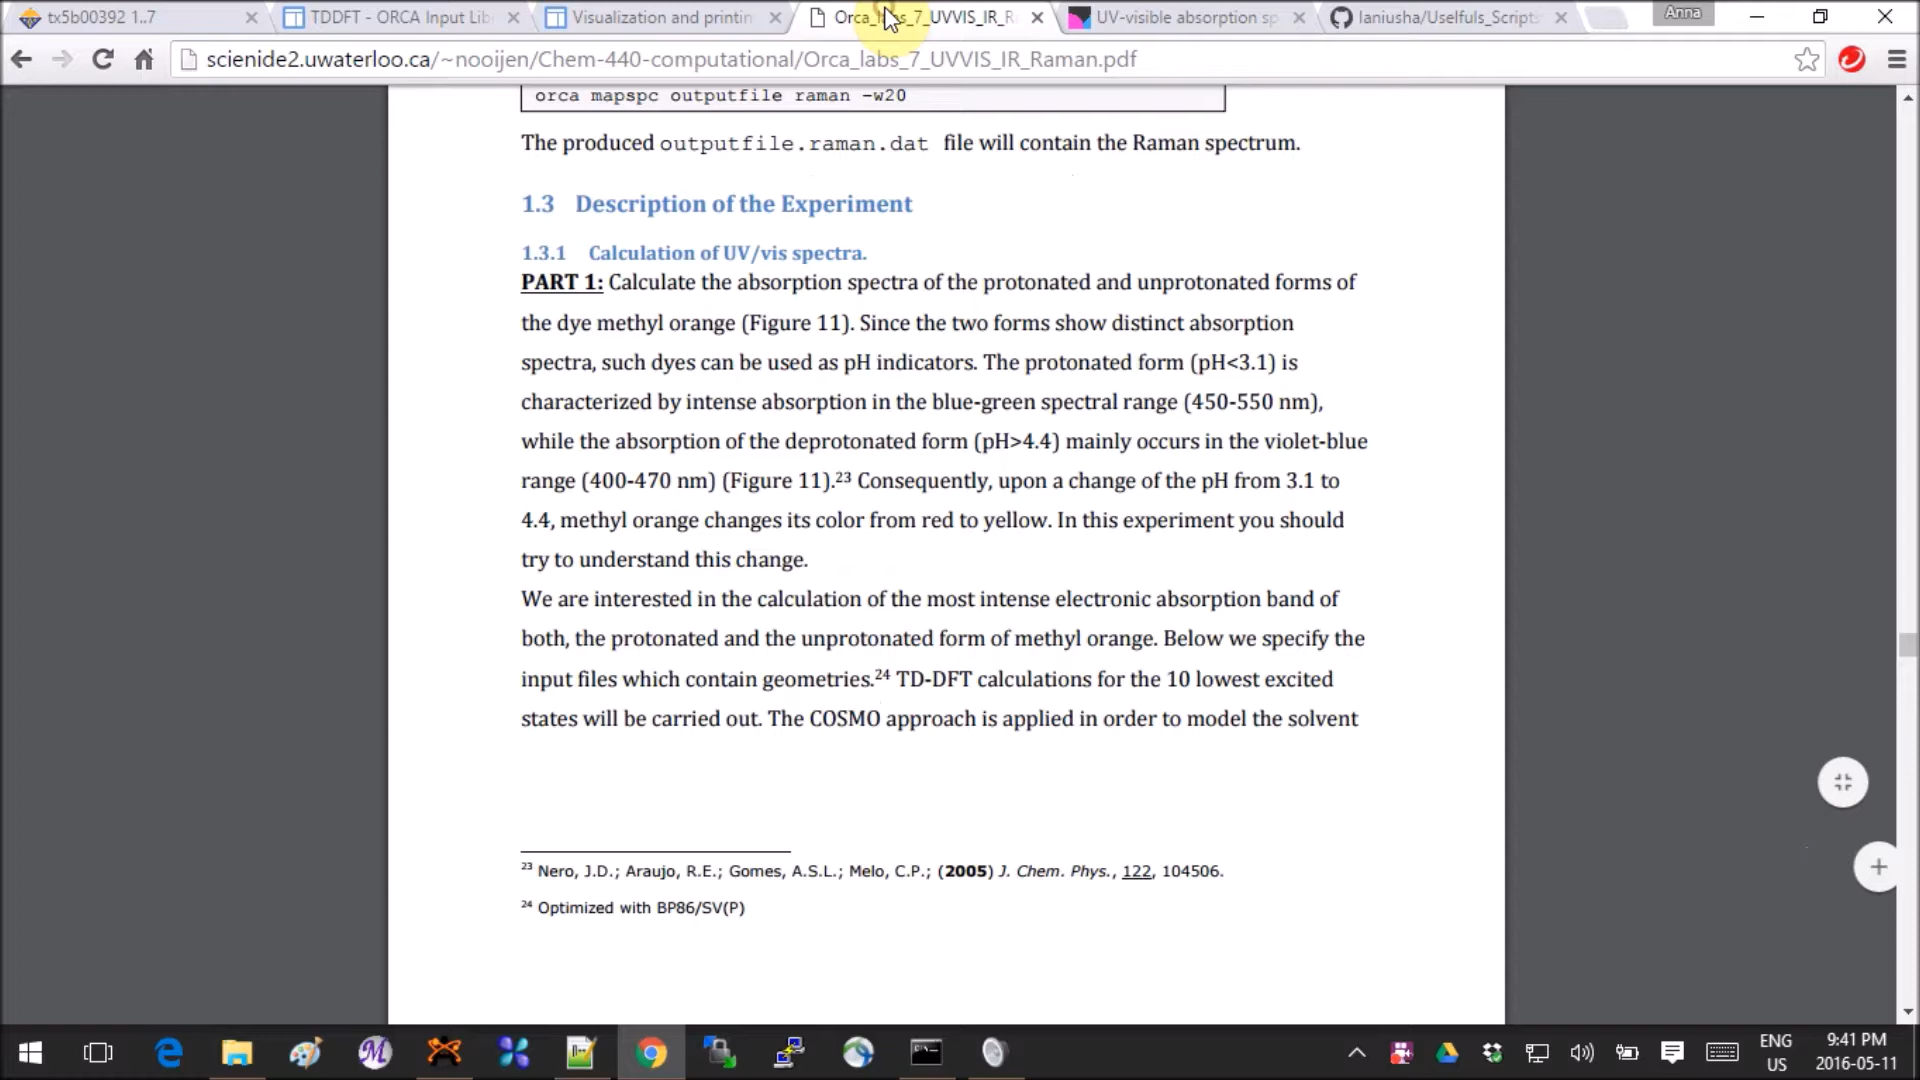 tx5b00392 1..7
TDDFT - ORCA Input Lib
Visualization and printin
Orca_labs_7_UVVIS_IR_R
UV-visible absorption sp
laniusha/Uselfuls_Scripts
Anna
scienide2.uwaterloo.ca/~nooijen/Chem-440-computational/Orca_labs_7_UVVIS_IR_Raman.pdf
orca mapspc outputfile raman -w20
The produced outputfile.raman.dat file will contain the Raman spectrum.
1.3 Description of the Experiment
1.3.1 Calculation of UV/vis spectra.
PART 1: Calculate the absorption spectra of the protonated and unprotonated forms of
the dye methyl orange (Figure 11). Since the two forms show distinct absorption
spectra, such dyes can be used as pH indicators. The protonated form (pH<3.1) is
characterized by intense absorption in the blue-green spectral range (450-550 nm),
while the absorption of the deprotonated form (pH>4.4) mainly occurs in the violet-blue
range (400-470 nm) (Figure 11).23 Consequently, upon a change of the pH from 3.1 to
4.4, methyl orange changes its color from red to yellow. In this experiment you should
try to understand this change.
We are interested in the calculation of the most intense electronic absorption band of
both, the protonated and the unprotonated form of methyl orange. Below we specify the
input files which contain geometries.24 TD-DFT calculations for the 10 lowest excited
states will be carried out. The COSMO approach is applied in order to model the solvent
23 Nero, J.D.; Araujo, R.E.; Gomes, A.S.L.; Melo, C.P.; (2005) J. Chem. Phys., 122, 104506.
24 Optimized with BP86/SV(P)
ENG
US
9:41 PM
2016-05-11